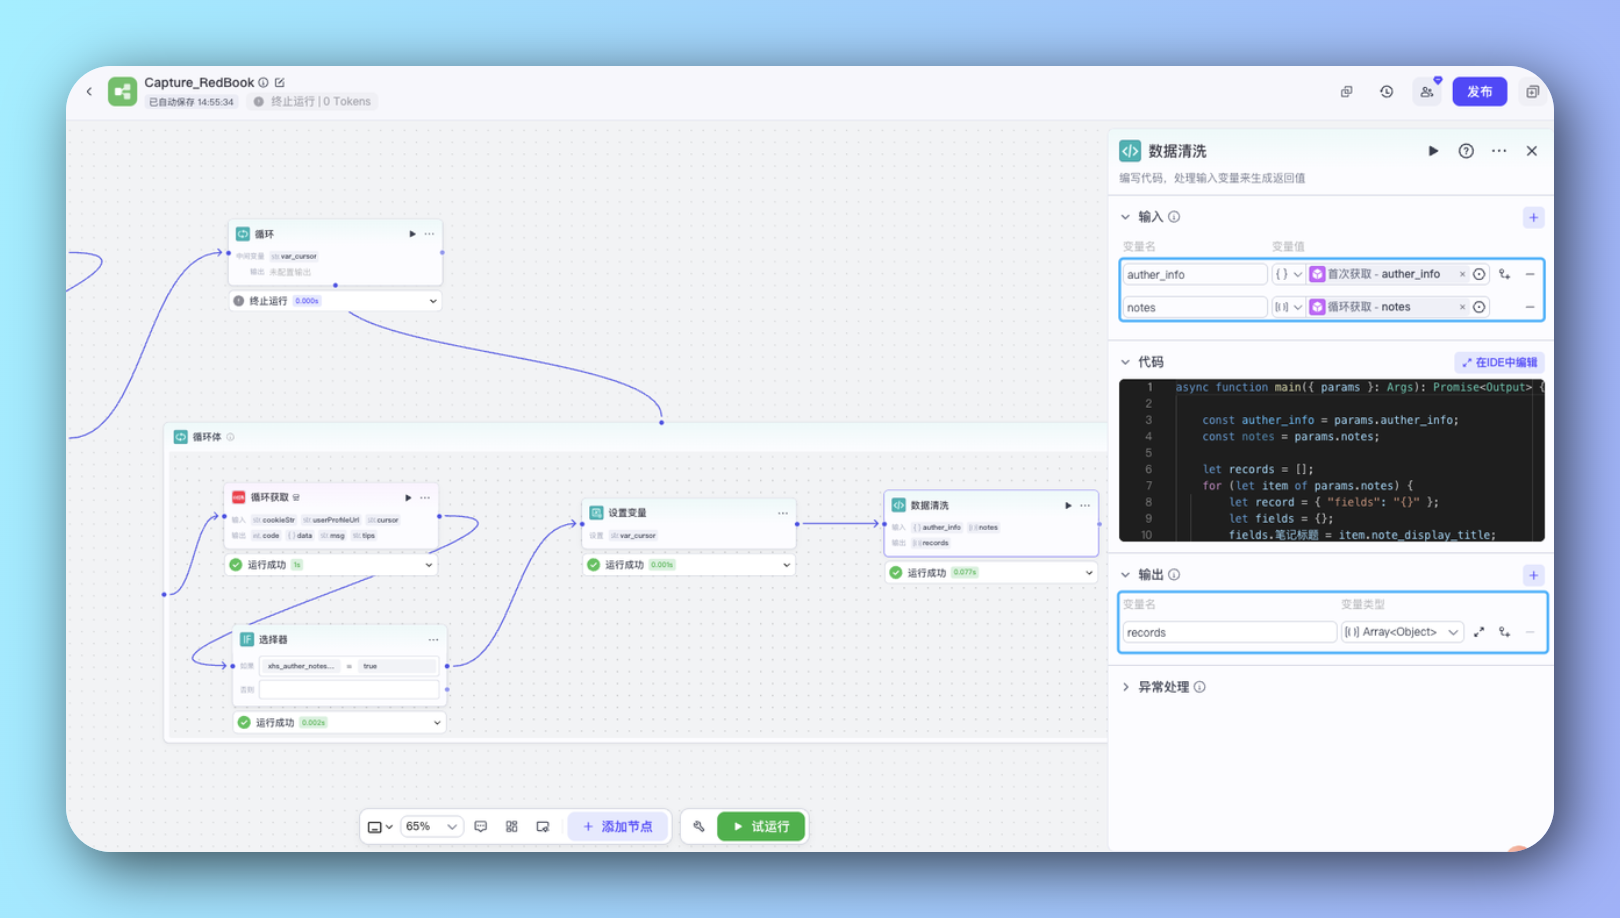 Capture_RedBook
已自动保存 14:55:34
终止运行 | 0 Tokens
发布
循环
中间变量 str. var_cursor
输出 未配置输出
终止运行 0.000s
循环体
循环获取
输入 str. cookieStr str. userProfileUrl str. cursor
输出 int. code {} data str. msg str. tips
运行成功 1s
选择器
如果 xhs_auther_notes... = true
否则
运行成功 0.002s
设置变量
设置 str. var_cursor
运行成功 0.001s
数据清洗
输入 {} auther_info [{}] notes
输出 [{}] records
运行成功 0.077s
65%
添加节点
试运行
数据清洗
编写代码，处理输入变量来生成返回值
输入
变量名 变量值
auther_info {} 首次获取 - auther_info
notes [{}] 循环获取 - notes
代码
在IDE中编辑
1 async function main({ params }: Args): Promise<Output> {
2
3 const auther_info = params.auther_info;
4 const notes = params.notes;
5
6 let records = [];
7 for (let item of params.notes) {
8 let record = { "fields": "{}" };
9 let fields = {};
10 fields.笔记标题 = item.note_display_title;
输出
变量名 变量类型
records [{}] Array<Object>
异常处理